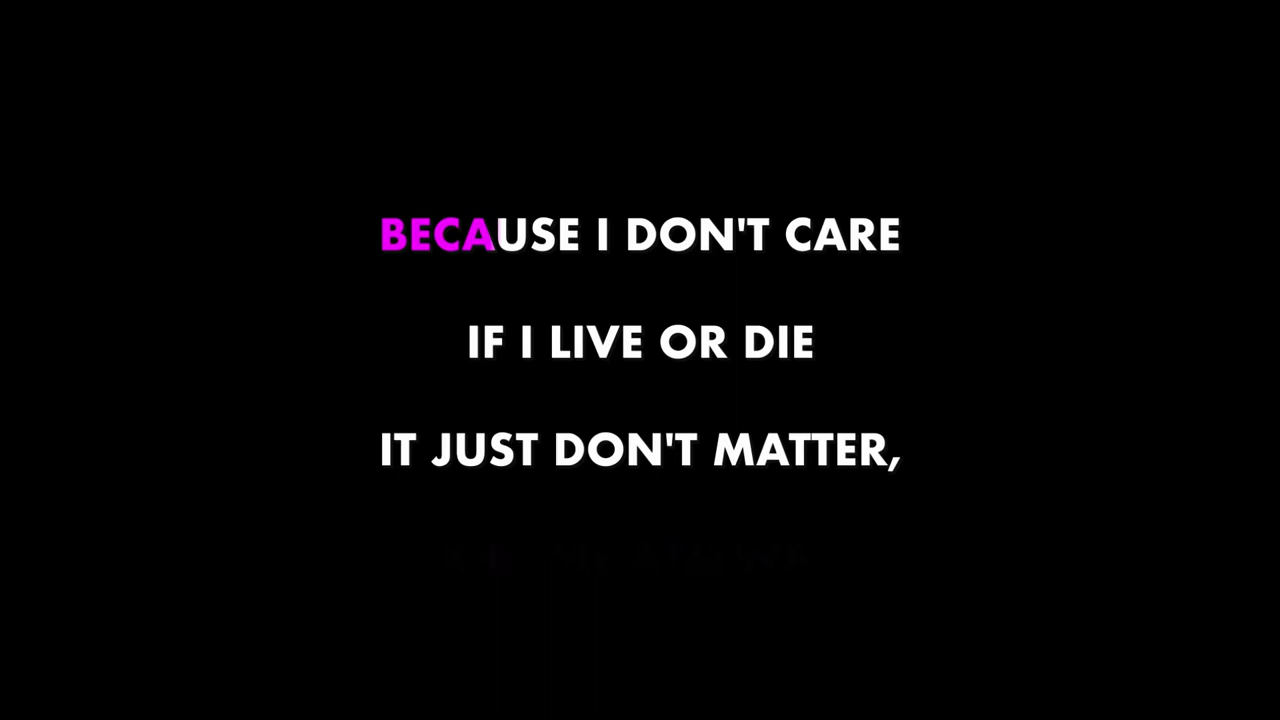 BECAUSE I DON'T CARE
IF I LIVE OR DIE
IT JUST DON'T MATTER,